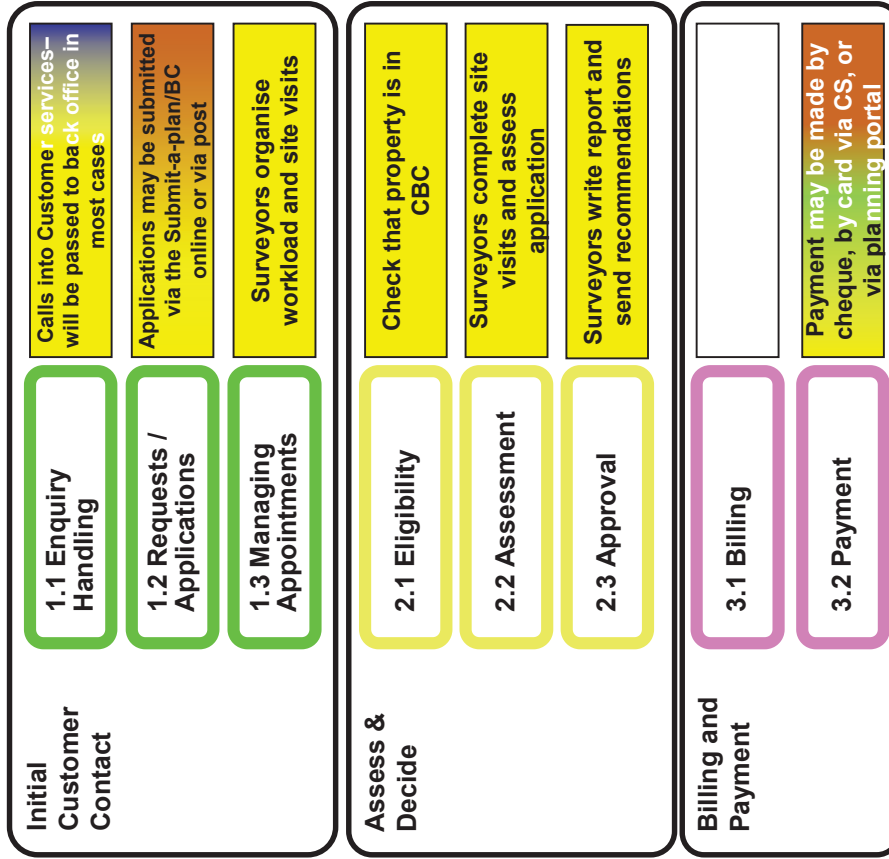 Initial
Customer
Contact
1.1 Enquiry
Handling
Calls into Customer services–
will be passed to back office in
most cases
1.2 Requests /
Applications
Applications may be submitted
via the Submit-a-plan/BC
online or via post
1.3 Managing
Appointments
Surveyors organise
workload and site visits
Assess &
Decide
2.1 Eligibility
Check that property is in
CBC
2.2 Assessment
Surveyors complete site
visits and assess
application
2.3 Approval
Surveyors write report and
send recommendations
Billing and
Payment
3.1 Billing
3.2 Payment
Payment may be made by
cheque, by card via CS, or
via planning portal